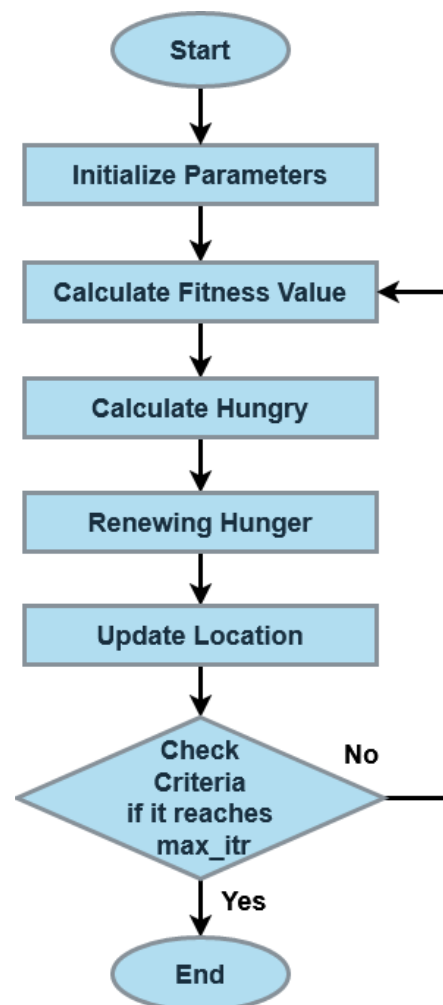 Start
Initialize Parameters
Calculate Fitness Value
Calculate Hungry
Renewing Hunger
Update Location
Check
Criteria
if it reaches
max_itr
No
Yes
End